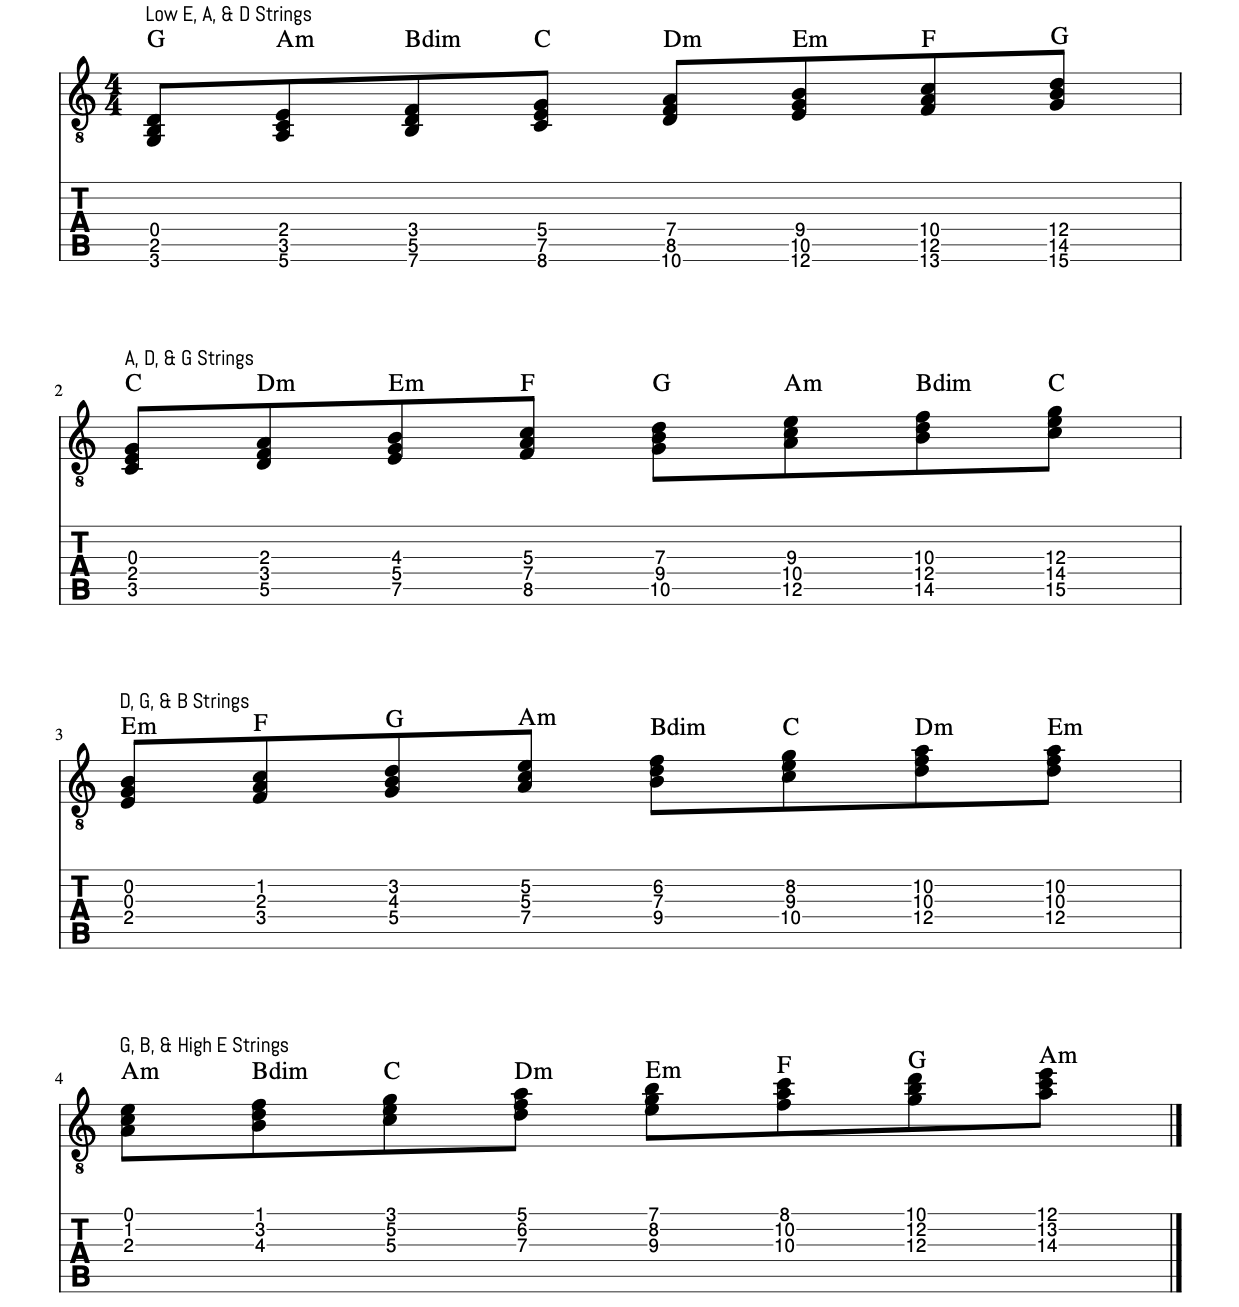 Low E, A, & D Strings
G Am Bdim C Dm Em F G
4
4
8
T
A
B
0 2 3 5 7 9 10 12
2 3 5 7 8 10 12 14
3 5 7 8 10 12 13 15
A, D, & G Strings
C Dm Em F G Am Bdim C
2
8
T
A
B
0 2 4 5 7 9 10 12
2 3 5 7 9 10 12 14
3 5 7 8 10 12 14 15
D, G, & B Strings
Em F G Am Bdim C Dm Em
3
8
T
A
B
0 1 3 5 6 8 10 10
0 2 4 5 7 9 10 10
2 3 5 7 9 10 12 12
G, B, & High E Strings
Am Bdim C Dm Em F G Am
4
8
T
A
B
0 1 3 5 7 8 10 12
1 3 5 6 8 10 12 13
2 4 5 7 9 10 12 14